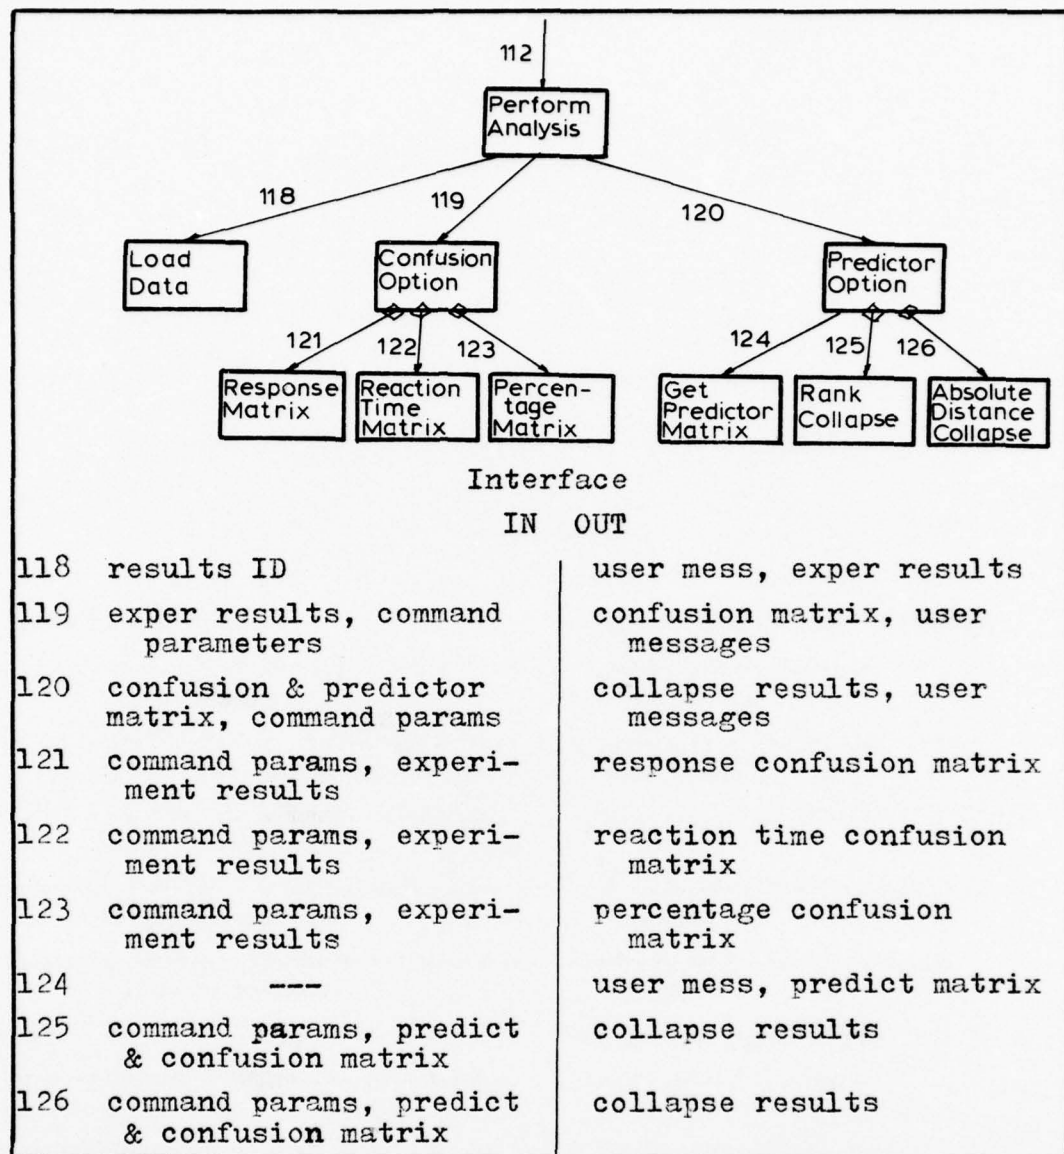 112
Perform
Analysis
118
119
120
Load
Data
Confusion
Option
Predictor
Option
121
122
123
124
125
126
Response
Matrix
Reaction
Time
Matrix
Percen-
tage
Matrix
Get
Predictor
Matrix
Rank
Collapse
Absolute
Distance
Collapse
Interface
IN OUT
118 results ID user mess, exper results
119 exper results, command confusion matrix, user
parameters messages
120 confusion & predictor collapse results, user
matrix, command params messages
121 command params, experi- response confusion matrix
ment results
122 command params, experi- reaction time confusion
ment results matrix
123 command params, experi- percentage confusion
ment results matrix
124 --- user mess, predict matrix
125 command params, predict collapse results
& confusion matrix
126 command params, predict collapse results
& confusion matrix